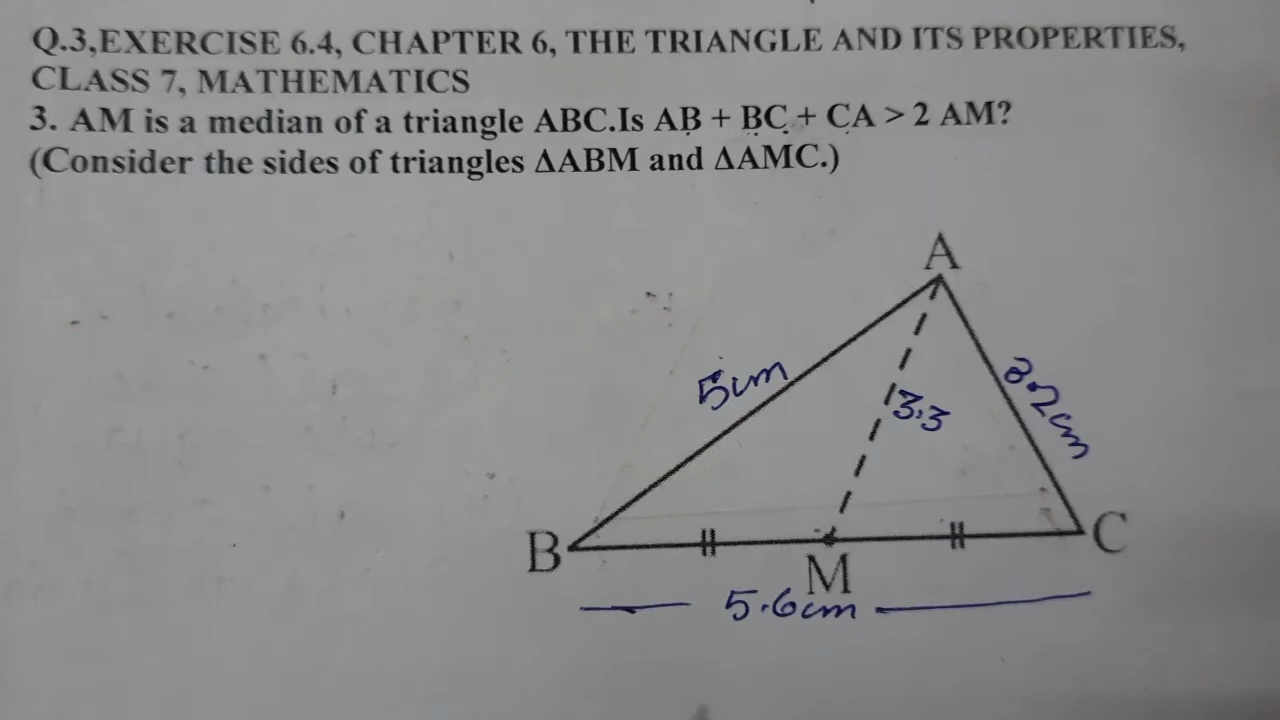 Q.3,EXERCISE 6.4, CHAPTER 6, THE TRIANGLE AND ITS PROPERTIES,
CLASS 7, MATHEMATICS
3. AM is a median of a triangle ABC.Is AB + BC + CA > 2 AM?
(Consider the sides of triangles ΔABM and ΔAMC.)
A
5cm
3.3
B
M
C
5.6cm